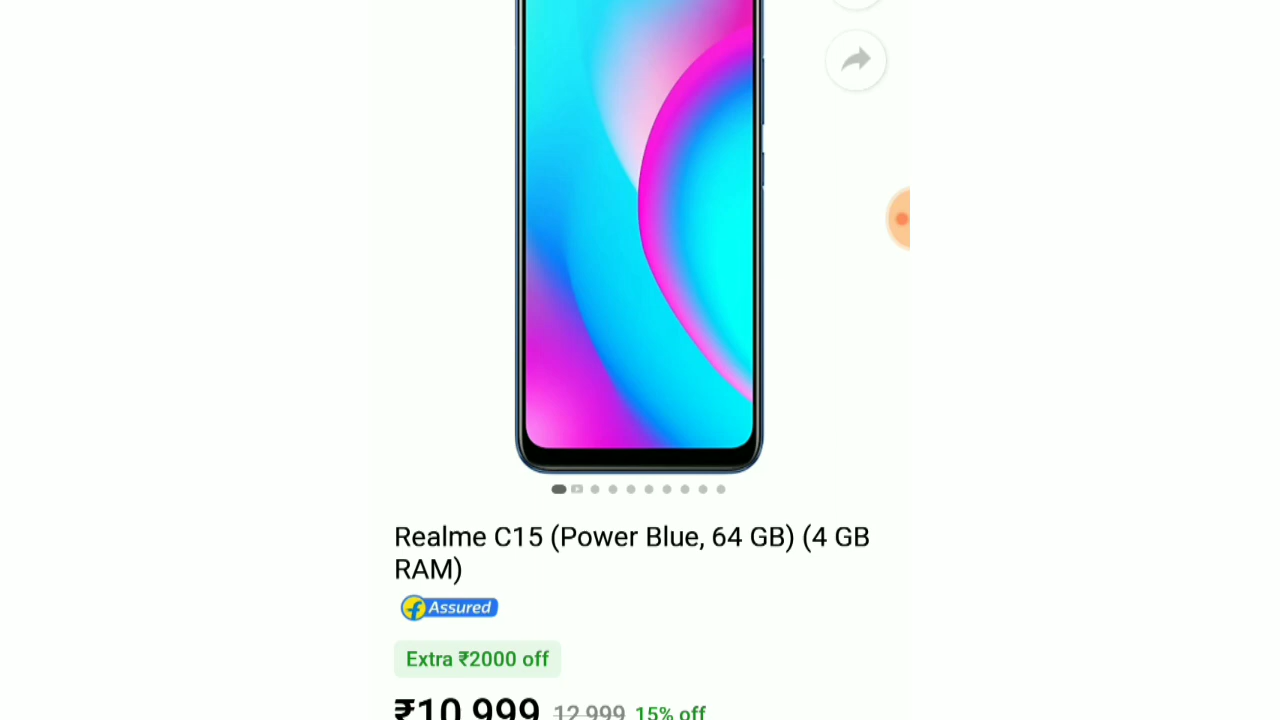 Realme C15 (Power Blue, 64 GB) (4 GB
RAM)
f Assured
Extra ₹2000 off
₹10,999 12,999 15% off